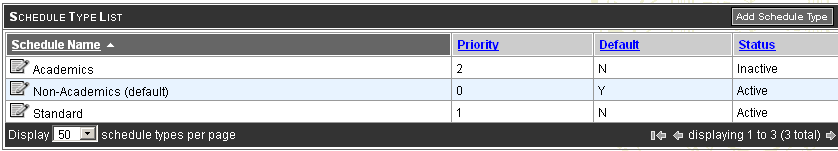 SCHEDULE TYPE LIST Add Schedule Type
Schedule Name Priority Default Status
Academics 2 N Inactive
Non-Academics (default) 0 Y Active
Standard 1 N Active
Display 50 schedule types per page displaying 1 to 3 (3 total)